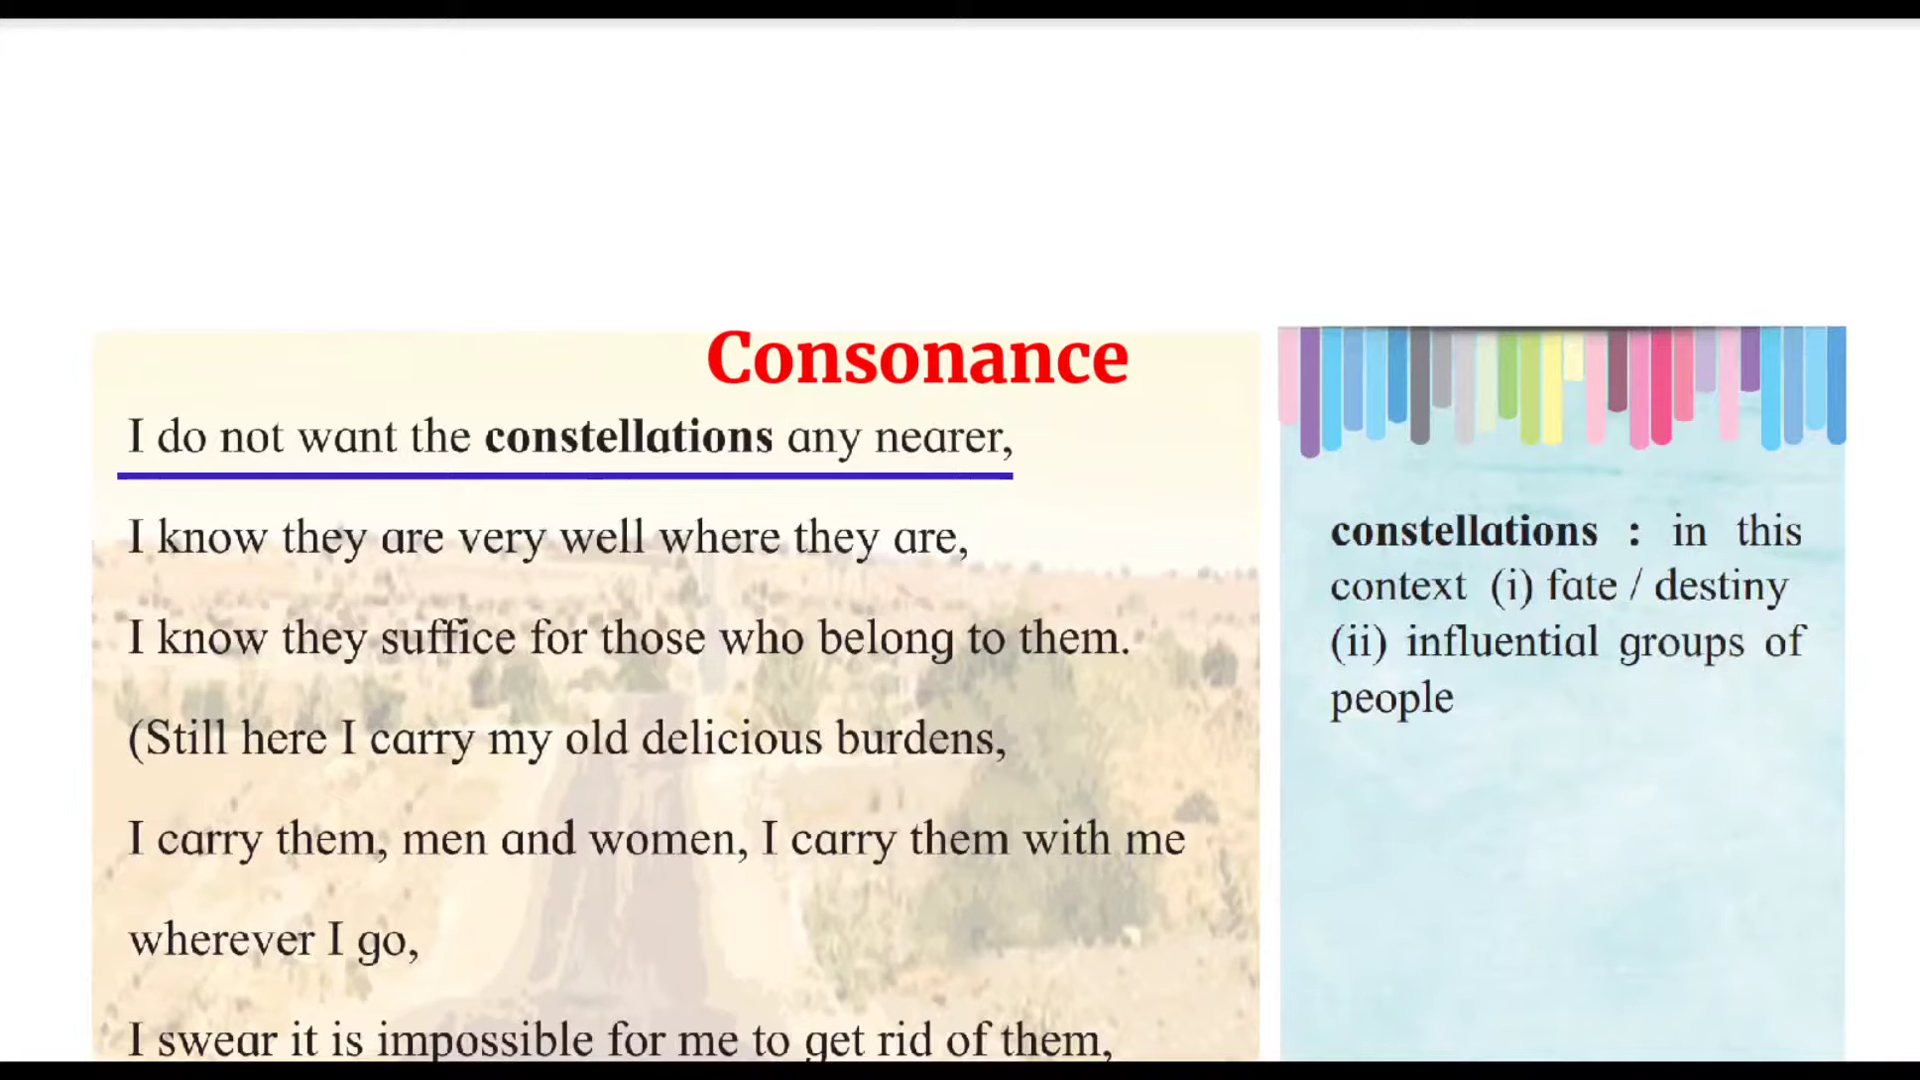 Consonance
I do not want the constellations any nearer,
I know they are very well where they are,
I know they suffice for those who belong to them.
(Still here I carry my old delicious burdens,
I carry them, men and women, I carry them with me
wherever I go,
I swear it is impossible for me to get rid of them,
constellations : in this
context (i) fate / destiny
(ii) influential groups of
people